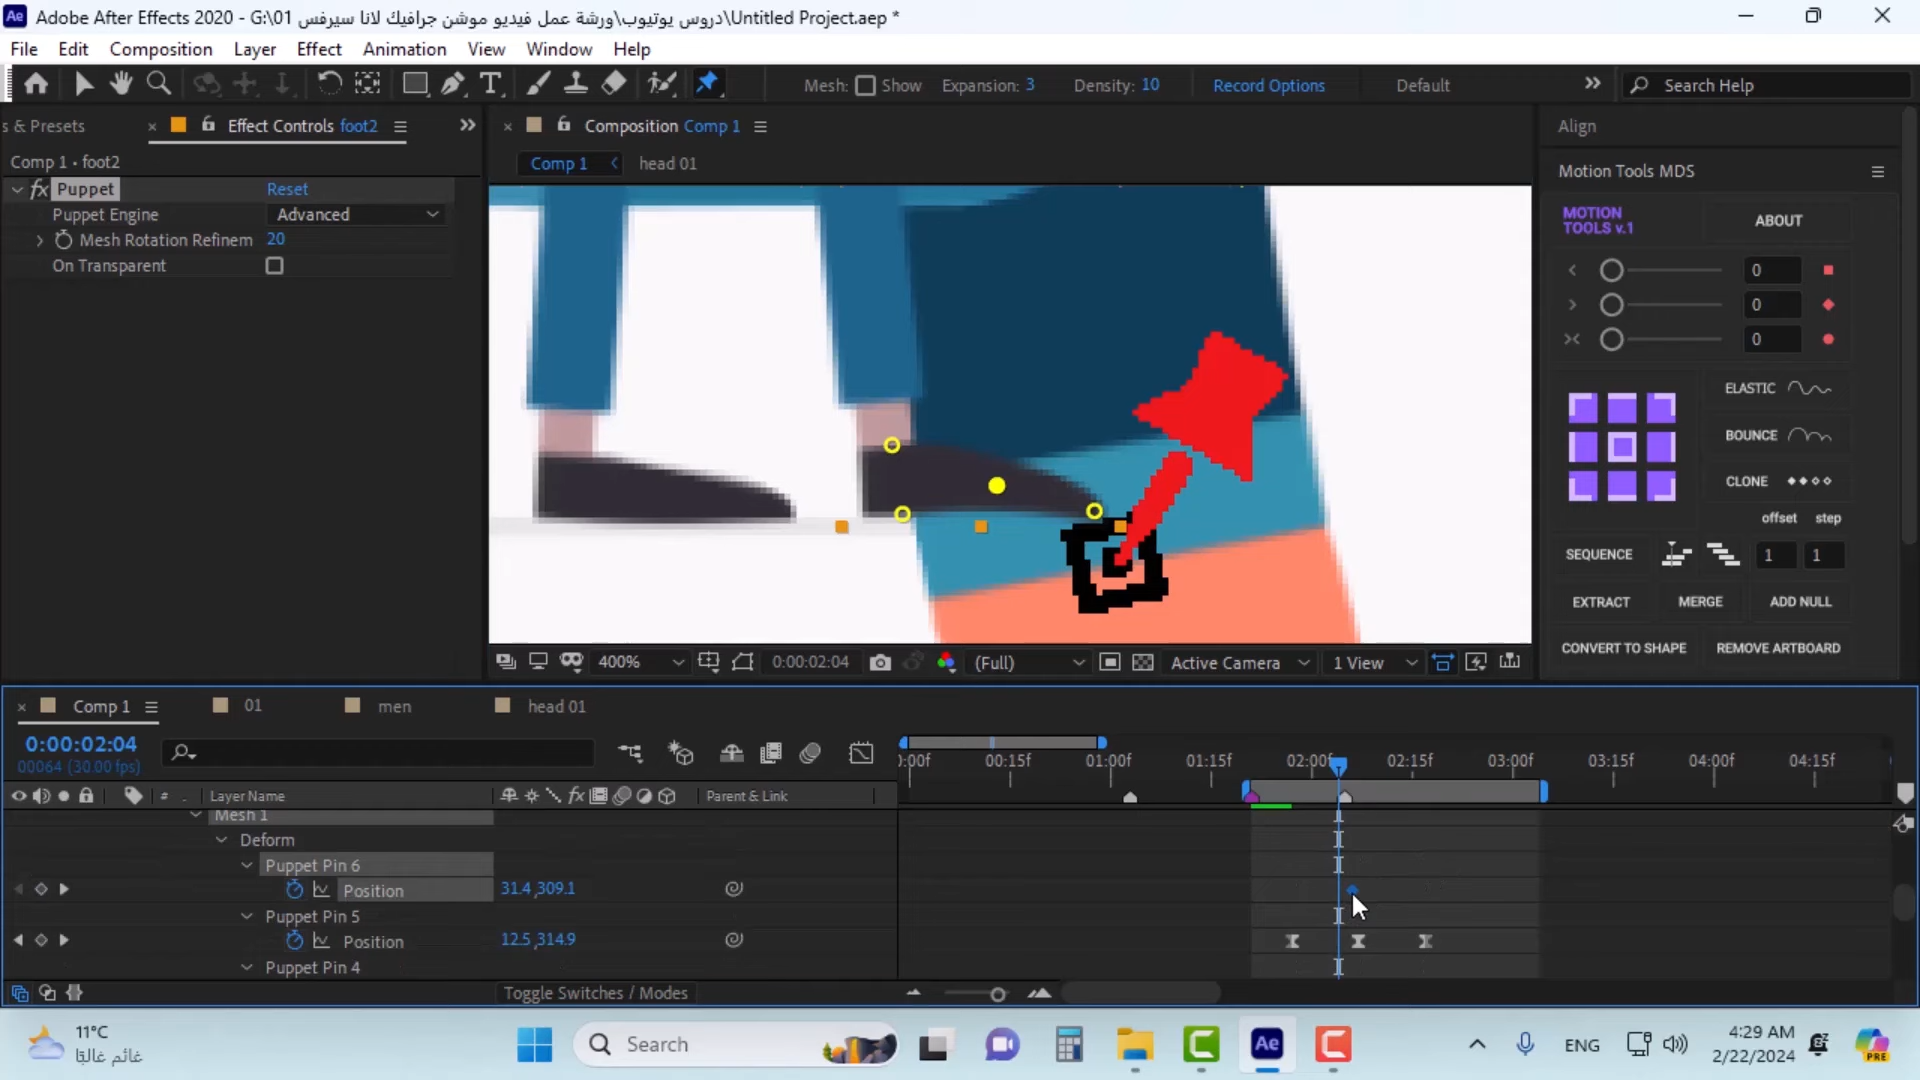 Adobe After Effects 2020 - G:\01 دروس يوتيوب\ورشة عمل فيديو موشن جرافيك لانا سيرفس\Untitled Project.aep *
File Edit Composition Layer Effect Animation View Window Help
Mesh: Show Expansion: 3 Density: 10 Record Options Default Search Help
s & Presets Effect Controls foot2
Composition Comp 1
Align
Comp 1 • foot2
Comp 1 head 01
Motion Tools MDS
fx Puppet Reset
Puppet Engine Advanced
Mesh Rotation Refinem 20
On Transparent
MOTION TOOLS v.1 ABOUT
0
0
0
ELASTIC
BOUNCE
CLONE
offset step
SEQUENCE 1 1
EXTRACT MERGE ADD NULL
CONVERT TO SHAPE REMOVE ARTBOARD
400% 0:00:02:04 (Full) Active Camera 1 View
Comp 1 01 men head 01
0:00:02:04
00064 (30.00 fps)
:00f 00:15f 01:00f 01:15f 02:00f 02:15f 03:00f 03:15f 04:00f 04:15f
# Layer Name fx Parent & Link
Mesh 1
Deform
Puppet Pin 6
Position 31.4,309.1
Puppet Pin 5
Position 12.5,314.9
Puppet Pin 4
Toggle Switches / Modes
11°C
غائم غالبًا
Search
Ae
ENG
4:29 AM
2/22/2024
PRE